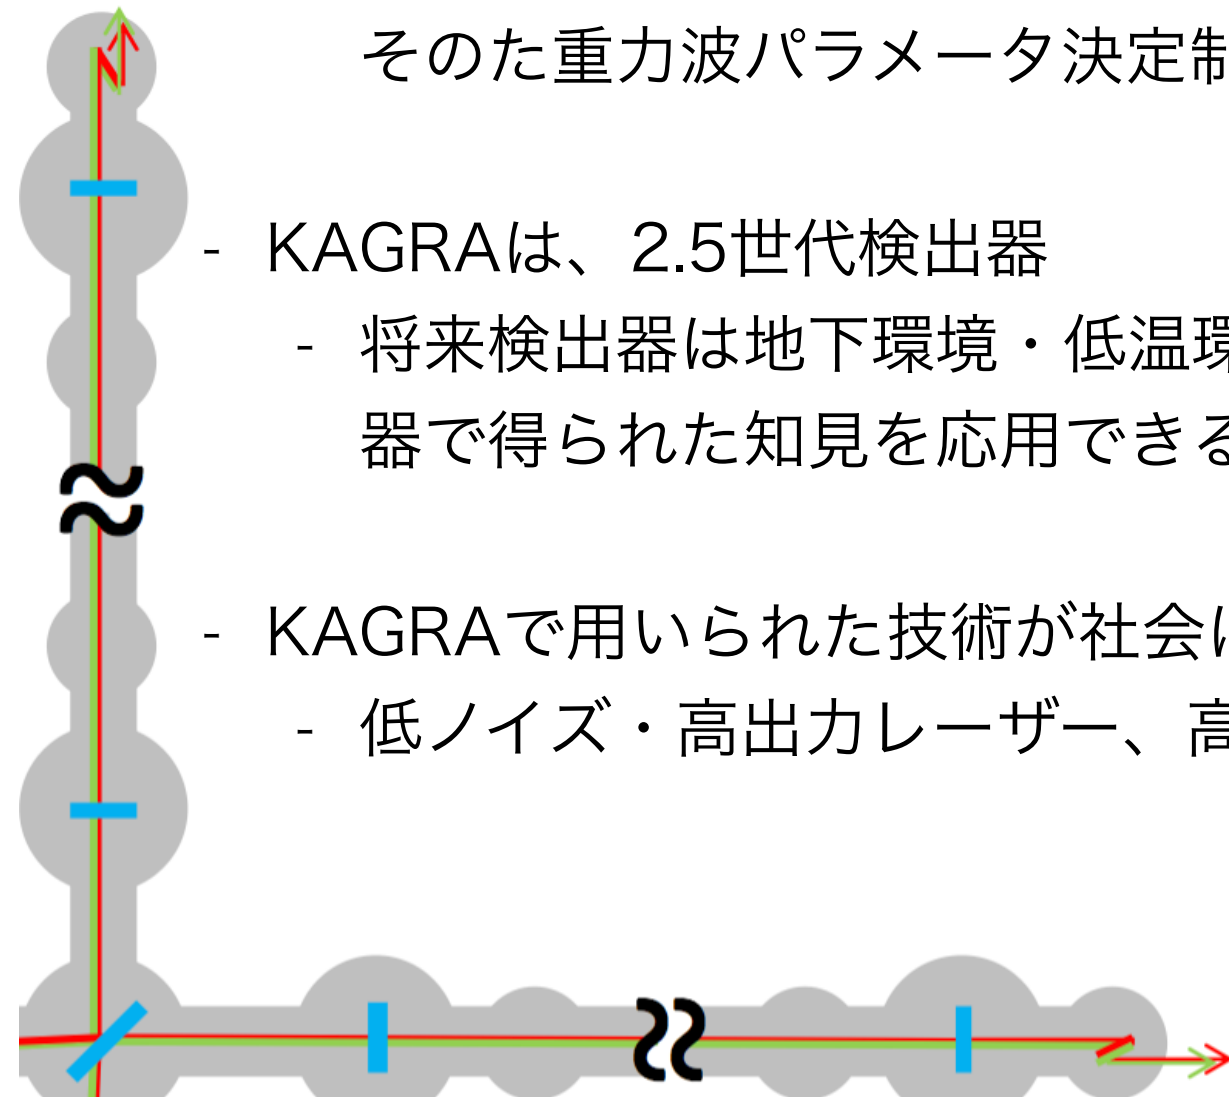 そのた重力波パラメータ決定制
- KAGRAは、2.5世代検出器
- 将来検出器は地下環境・低温環
器で得られた知見を応用できる
- KAGRAで用いられた技術が社会に
- 低ノイズ・高出力レーザー、高